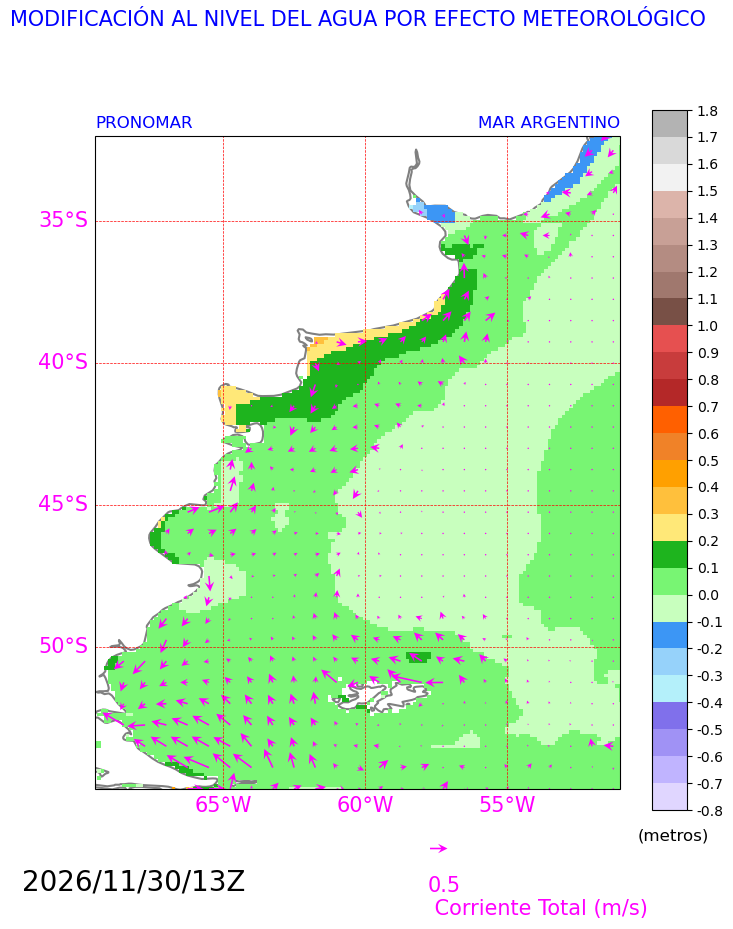 MODIFICACIÓN AL NIVEL DEL AGUA POR EFECTO METEOROLÓGICO
PRONOMAR MAR ARGENTINO
35°S
40°S
45°S
50°S
65°W 60°W 55°W
1.8
1.7
1.6
1.5
1.4
1.3
1.2
1.1
1.0
0.9
0.8
0.7
0.6
0.5
0.4
0.3
0.2
0.1
0.0
-0.1
-0.2
-0.3
-0.4
-0.5
-0.6
-0.7
-0.8
(metros)
2026/11/30/13Z
0.5
Corriente Total (m/s)